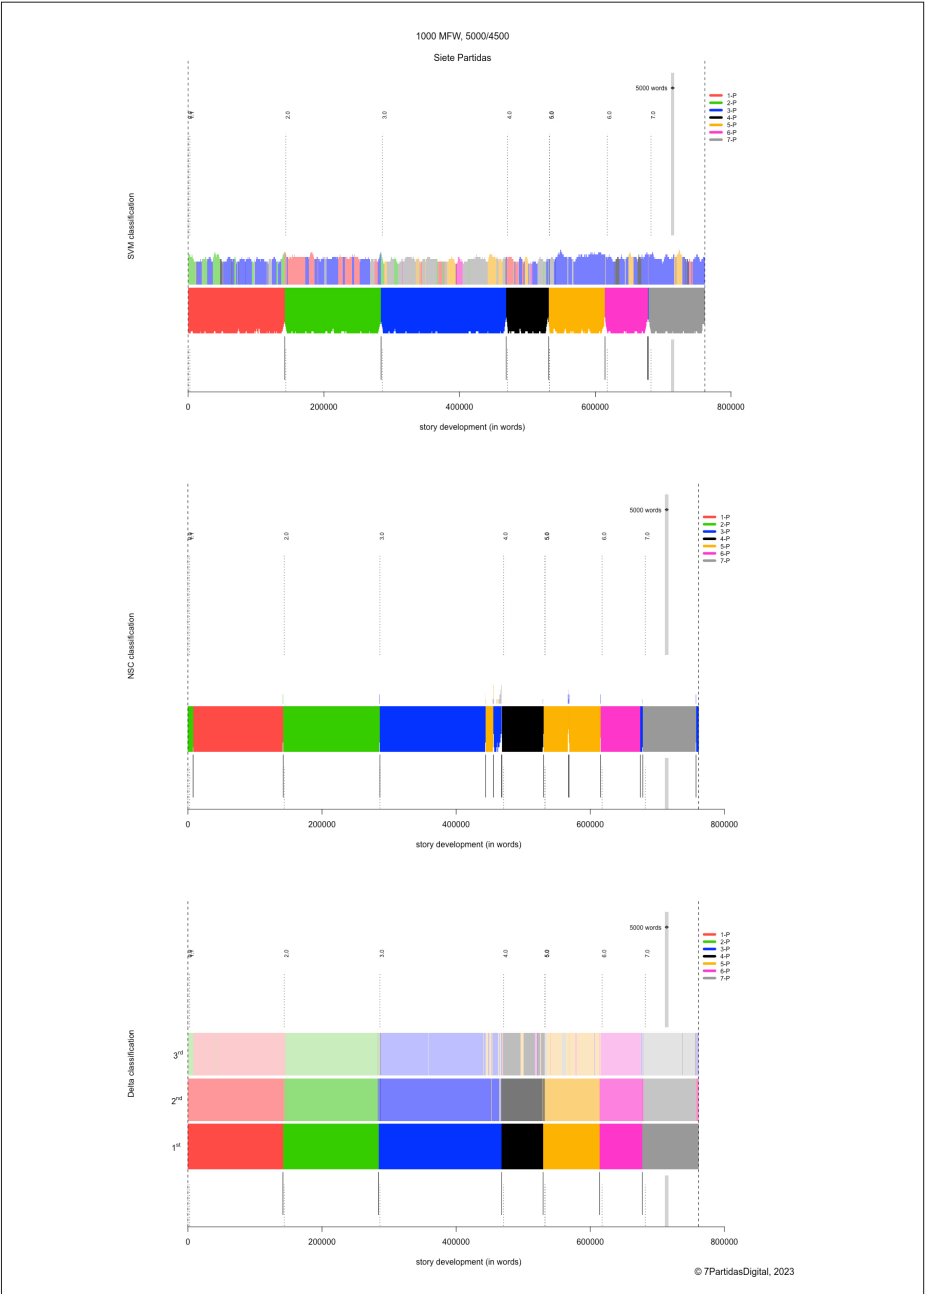 1000 MFW, 5000/4500
Siete Partidas
5000 words
1-P
2-P
3-P
4-P
5-P
6-P
7-P
2.0
3.0
4.0
5.0
6.0
7.0
SVM classification
0
200000
400000
600000
800000
story development (in words)
5000 words
1-P
2-P
3-P
4-P
5-P
6-P
7-P
2.0
3.0
4.0
5.0
6.0
7.0
NSC classification
0
200000
400000
600000
800000
story development (in words)
5000 words
1-P
2-P
3-P
4-P
5-P
6-P
7-P
2.0
3.0
4.0
5.0
6.0
7.0
Delta classification
3rd
2nd
1st
0
200000
400000
600000
800000
story development (in words)
© 7PartidasDigital, 2023